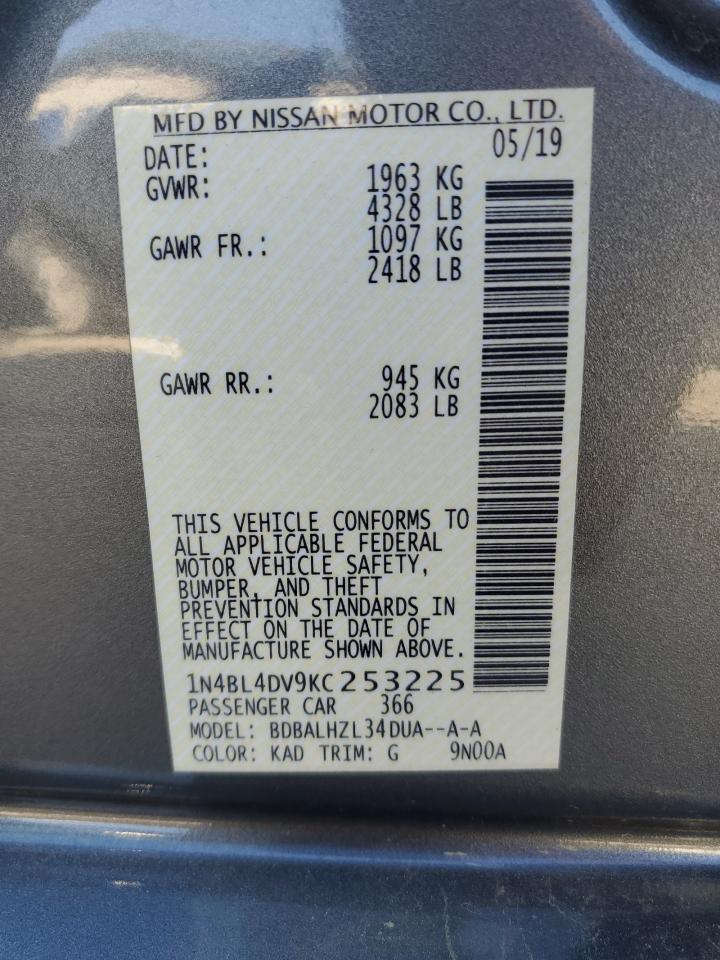 MFD BY NISSAN MOTOR CO., LTD.
DATE: 05/19
GVWR: 1963 KG
4328 LB
GAWR FR.: 1097 KG
2418 LB
GAWR RR.: 945 KG
2083 LB
THIS VEHICLE CONFORMS TO
ALL APPLICABLE FEDERAL
MOTOR VEHICLE SAFETY,
BUMPER, AND THEFT
PREVENTION STANDARDS IN
EFFECT ON THE DATE OF
MANUFACTURE SHOWN ABOVE.
1N4BL4DV9KC253225
PASSENGER CAR 366
MODEL: BDBALHZL34DUA--A-A
COLOR: KAD TRIM: G 9N00A